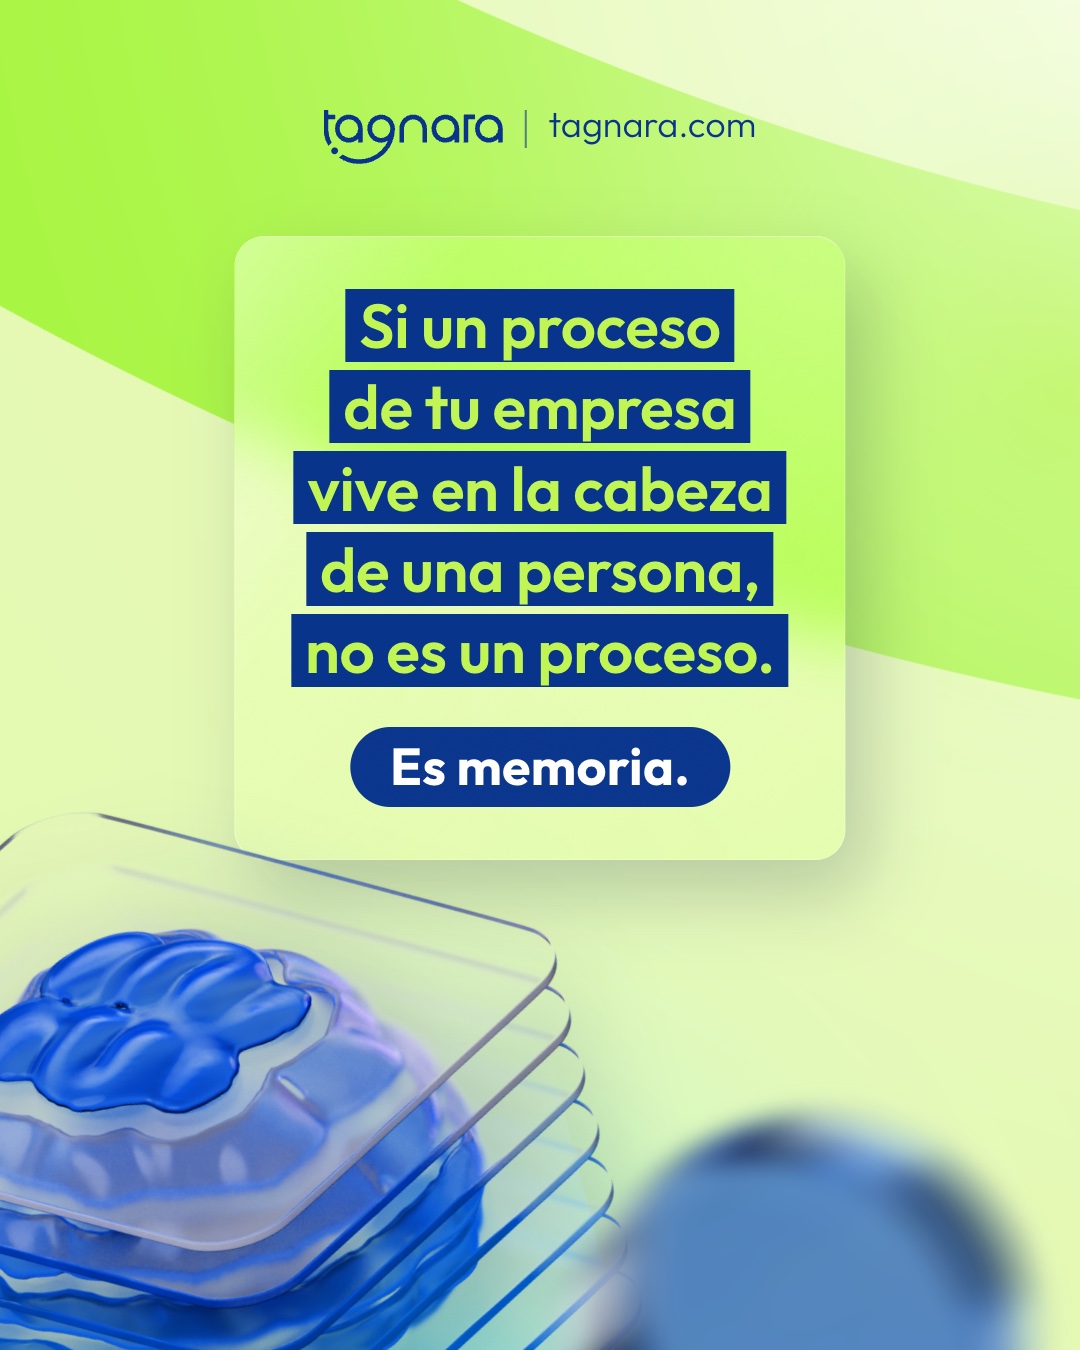 tagnara | tagnara.com
Si un proceso
de tu empresa
vive en la cabeza
de una persona,
no es un proceso.
Es memoria.